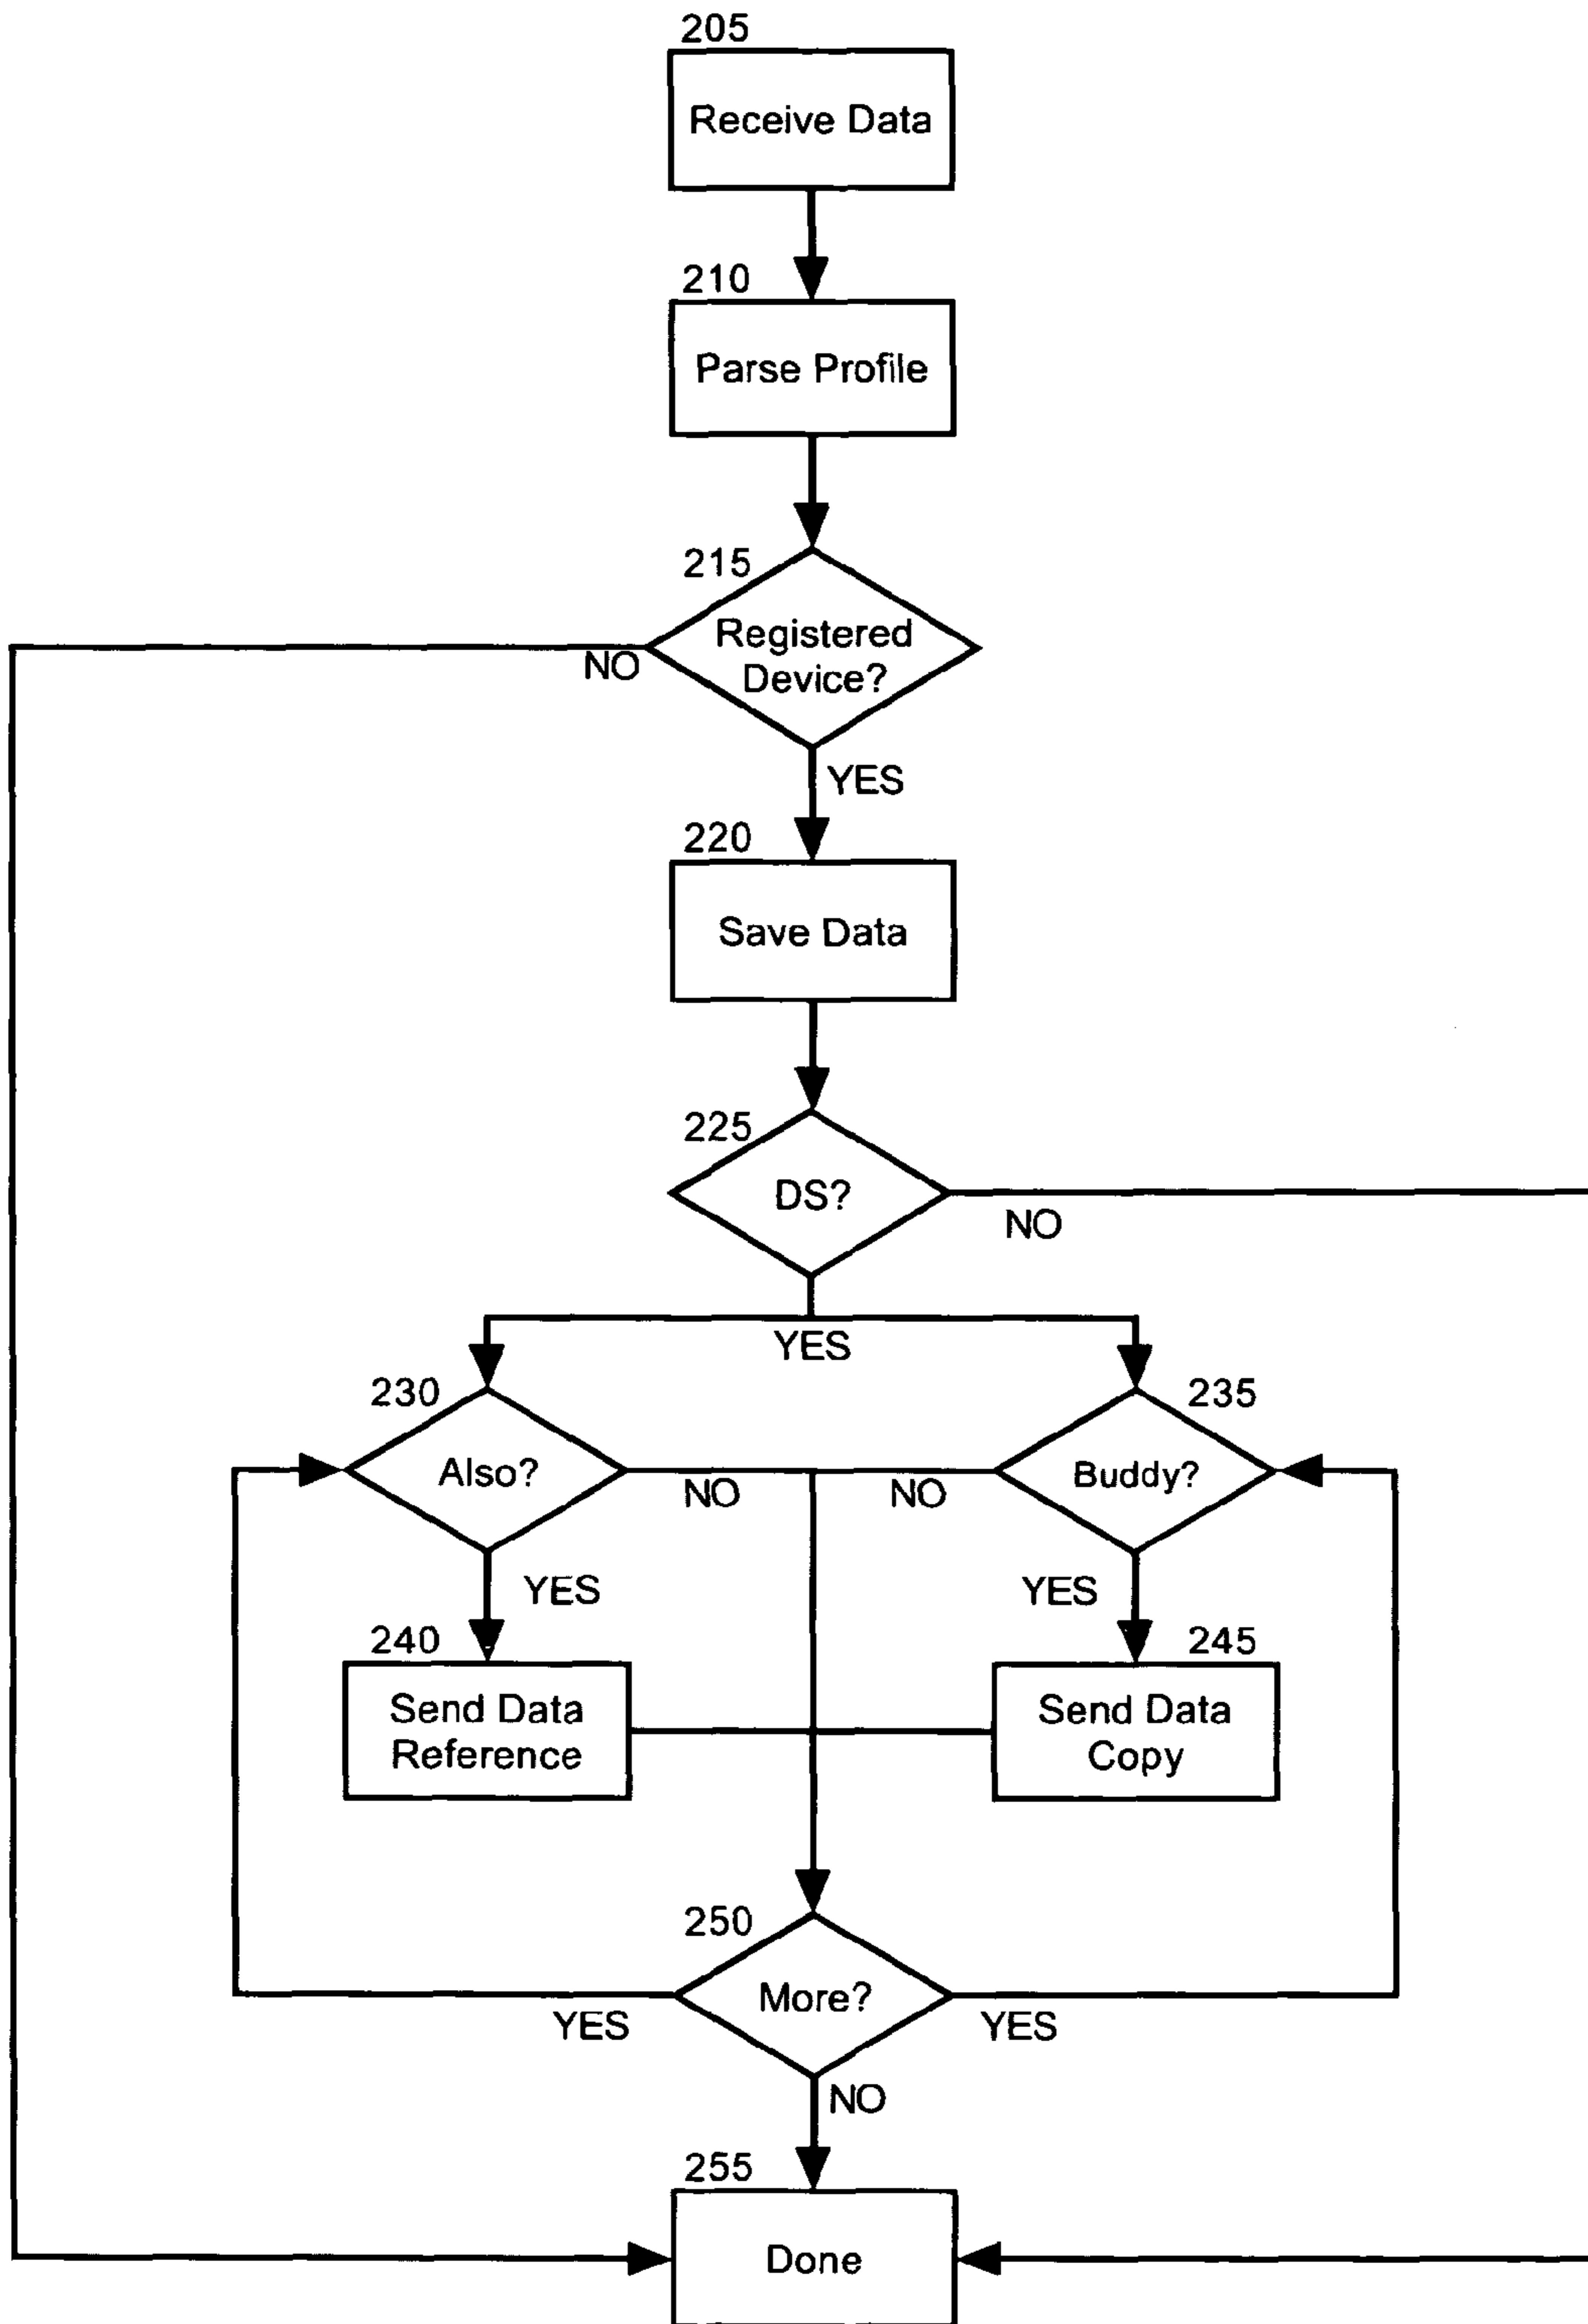 205
Receive Data
210
Parse Profile
215
Registered
Device?
NO
YES
220
Save Data
225
DS?
NO
YES
230
235
Also?
NO
NO
Buddy?
YES
YES
240
245
Send Data
Reference
Send Data
Copy
250
More?
YES
YES
NO
255
Done